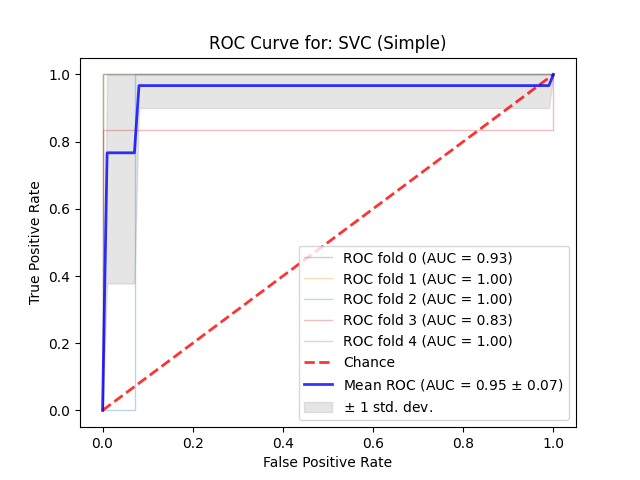 ROC Curve for: SVC (Simple)
1.0
0.8
0.6
0.4
0.2
0.0
True Positive Rate
ROC fold 0 (AUC = 0.93)
ROC fold 1 (AUC = 1.00)
ROC fold 2 (AUC = 1.00)
ROC fold 3 (AUC = 0.83)
ROC fold 4 (AUC = 1.00)
Chance
Mean ROC (AUC = 0.95 ± 0.07)
± 1 std. dev.
0.0 0.2 0.4 0.6 0.8 1.0
False Positive Rate